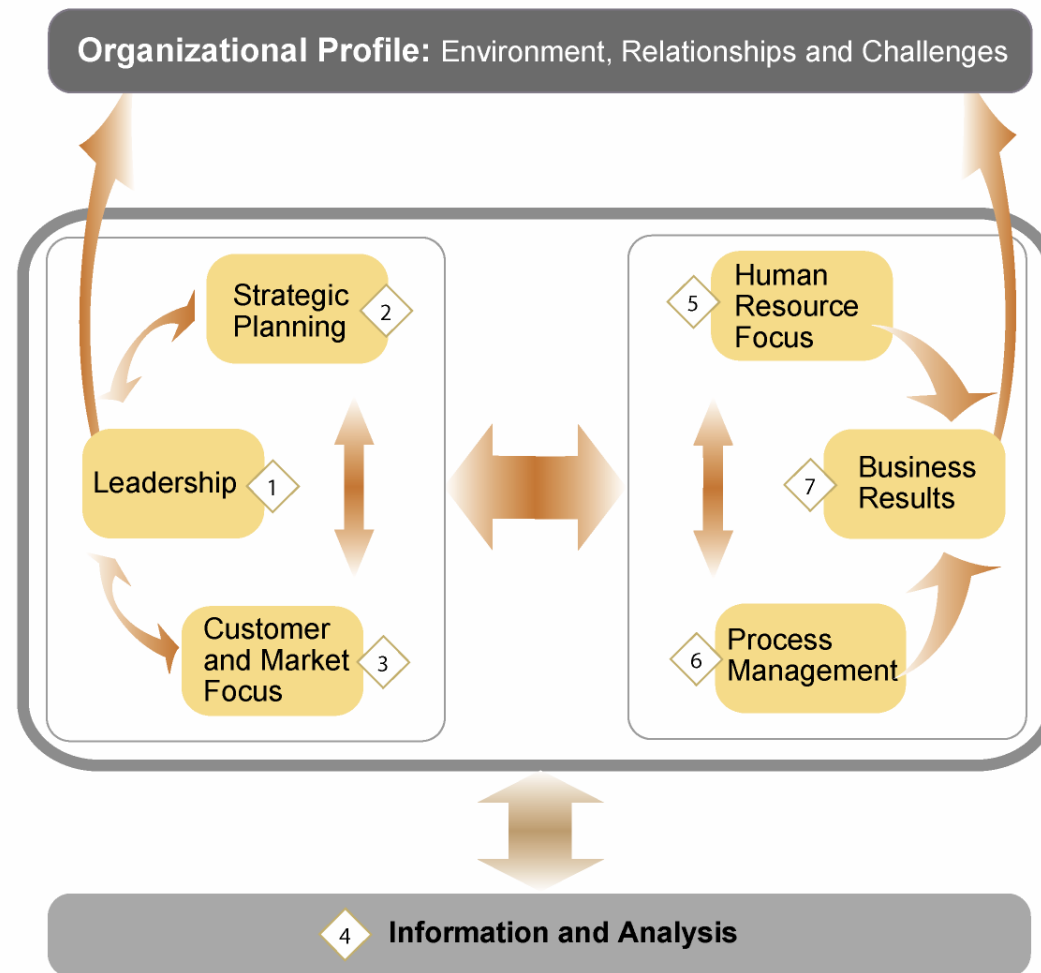 Organizational Profile: Environment, Relationships and Challenges
Strategic
Planning
2
Leadership
1
Customer
and Market
Focus
3
5
Human
Resource
Focus
7
Business
Results
6
Process
Management
4
Information and Analysis